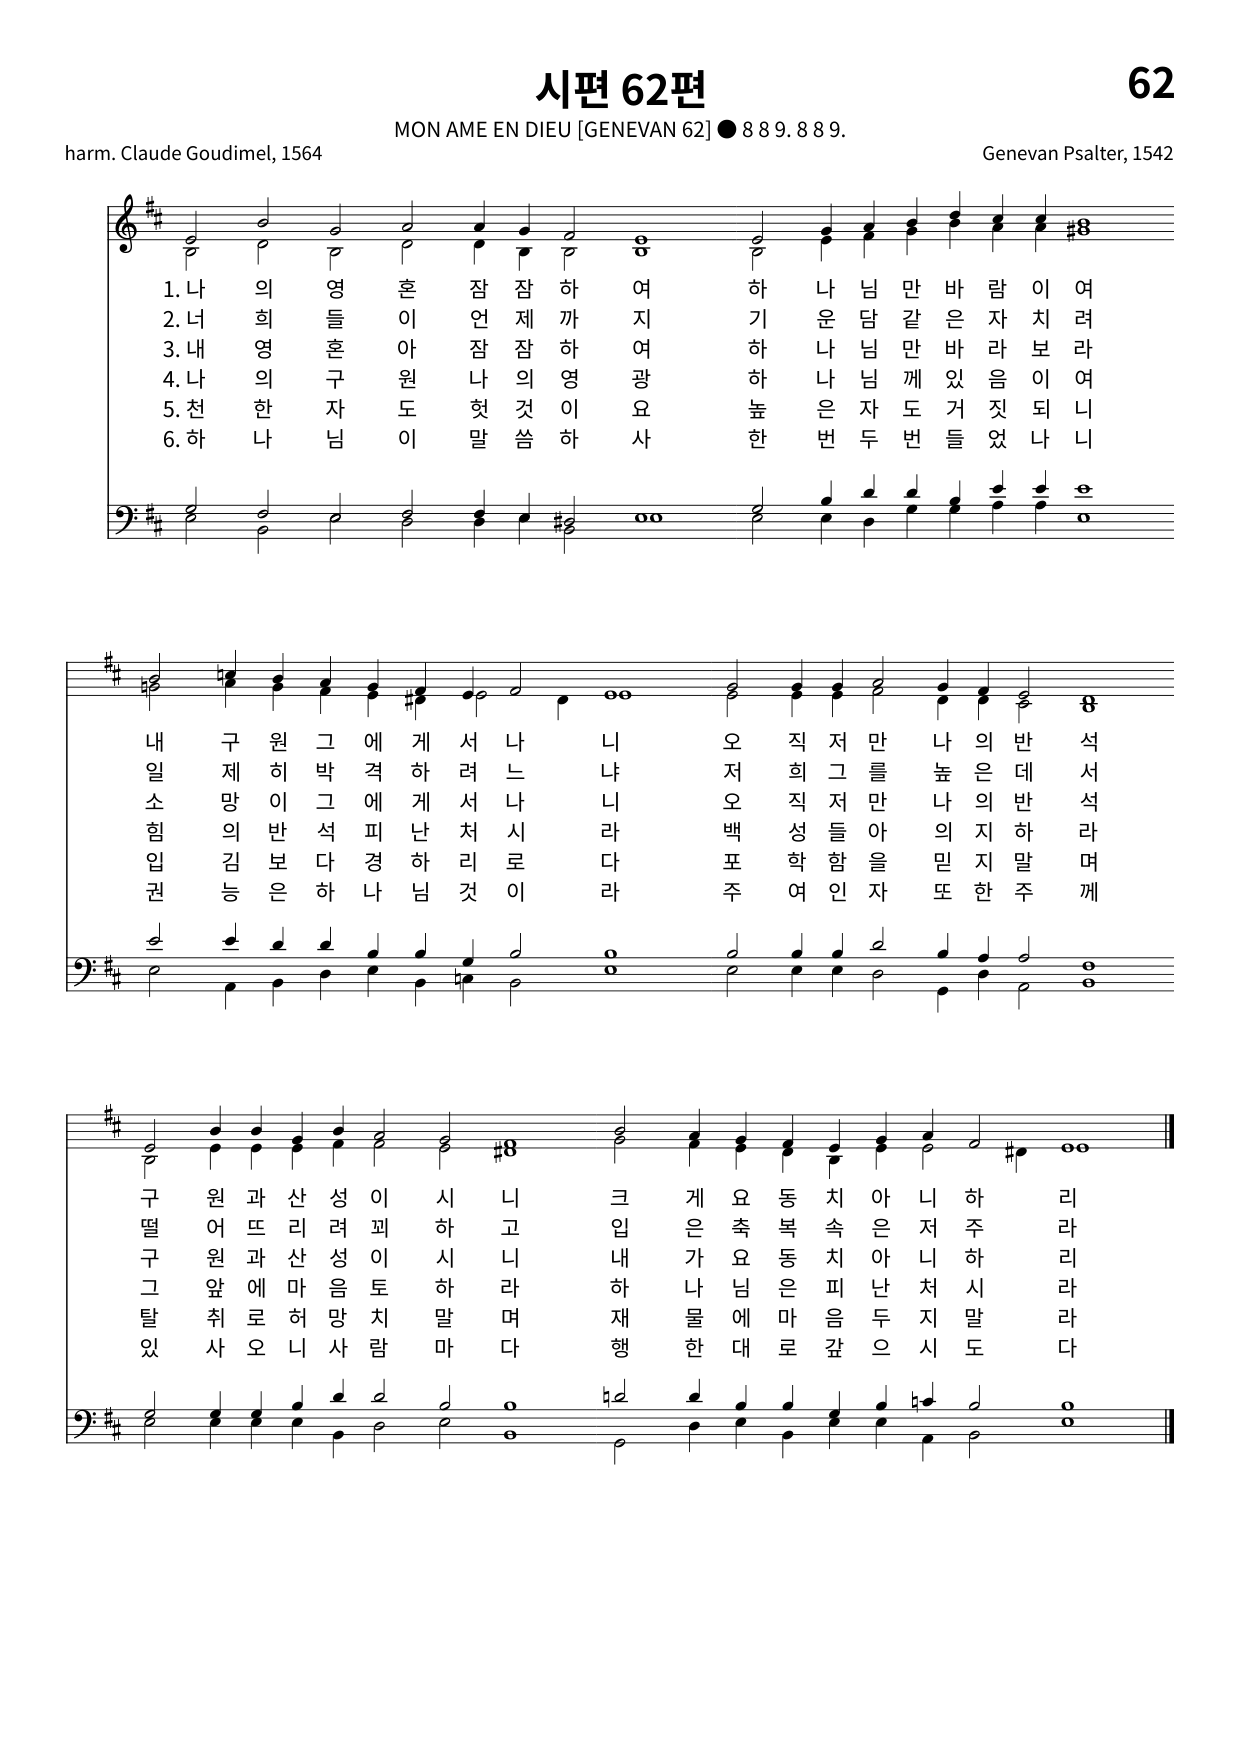 시편 62편
62
MON AME EN DIEU [GENEVAN 62] ● 8 8 9. 8 8 9.
harm. Claude Goudimel, 1564
Genevan Psalter, 1542
1. 나 의 영 혼 잠 잠 하 여 하 나 님 만 바 람 이 여
2. 너 희 들 이 언 제 까 지 기 운 담 같 은 자 치 려
3. 내 영 혼 아 잠 잠 하 여 하 나 님 만 바 라 보 라
4. 나 의 구 원 나 의 영 광 하 나 님 께 있 음 이 여
5. 천 한 자 도 헛 것 이 요 높 은 자 도 거 짓 되 니
6. 하 나 님 이 말 씀 하 사 한 번 두 번 들 었 나 니
내 구 원 그 에 게 서 나 니 오 직 저 만 나 의 반 석
일 제 히 박 격 하 려 느 냐 저 희 그 를 높 은 데 서
소 망 이 그 에 게 서 나 니 오 직 저 만 나 의 반 석
힘 의 반 석 피 난 처 시 라 백 성 들 아 의 지 하 라
입 김 보 다 경 하 리 로 다 포 학 함 을 믿 지 말 며
권 능 은 하 나 님 것 이 라 주 여 인 자 또 한 주 께
구 원 과 산 성 이 시 니 크 게 요 동 치 아 니 하 리
떨 어 뜨 리 려 꾀 하 고 입 은 축 복 속 은 저 주 라
구 원 과 산 성 이 시 니 내 가 요 동 치 아 니 하 리
그 앞 에 마 음 토 하 라 하 나 님 은 피 난 처 시 라
탈 취 로 허 망 치 말 며 재 물 에 마 음 두 지 말 라
있 사 오 니 사 람 마 다 행 한 대 로 갚 으 시 도 다